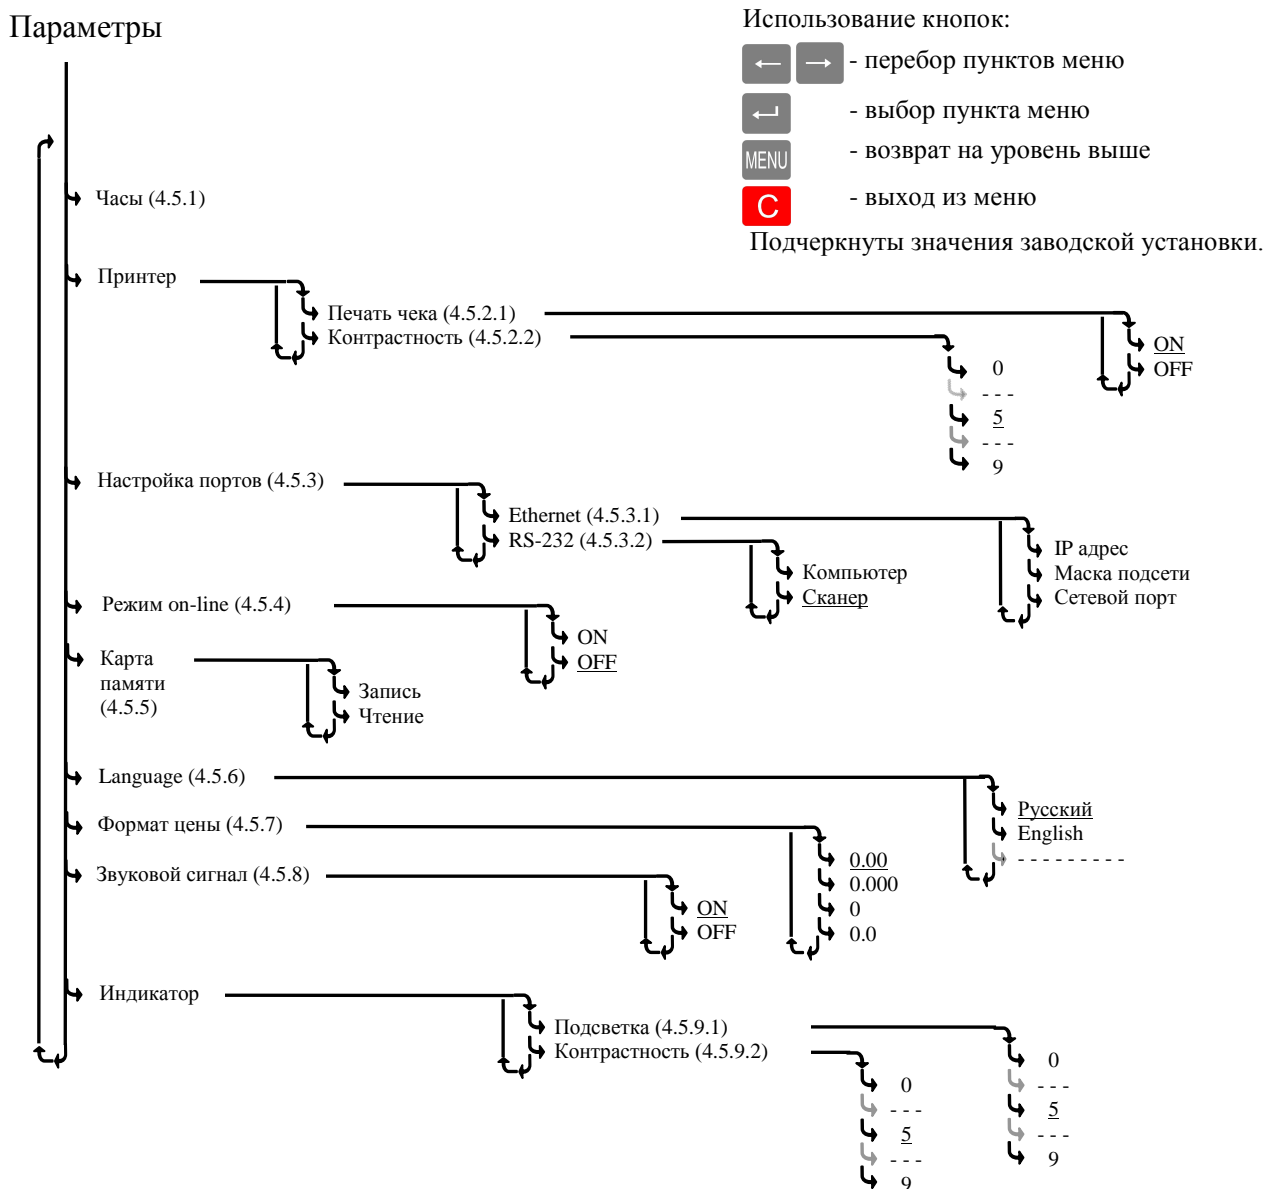 Параметры
Использование кнопок:
- перебор пунктов меню
- выбор пункта меню
MENU - возврат на уровень выше
C - выход из меню
Подчеркнуты значения заводской установки.
Часы (4.5.1)
Принтер
Печать чека (4.5.2.1)
Контрастность (4.5.2.2)
ON
OFF
0
- - -
5
- - -
9
Настройка портов (4.5.3)
Ethernet (4.5.3.1)
RS-232 (4.5.3.2)
IP адрес
Маска подсети
Сетевой порт
Компьютер
Сканер
Режим on-line (4.5.4)
ON
OFF
Карта
памяти
(4.5.5)
Запись
Чтение
Language (4.5.6)
Русский
English
- - - - - - - - -
Формат цены (4.5.7)
0.00
0.000
0
0.0
Звуковой сигнал (4.5.8)
ON
OFF
Индикатор
Подсветка (4.5.9.1)
Контрастность (4.5.9.2)
0
- - -
5
- - -
9
0
- - -
5
- - -
9